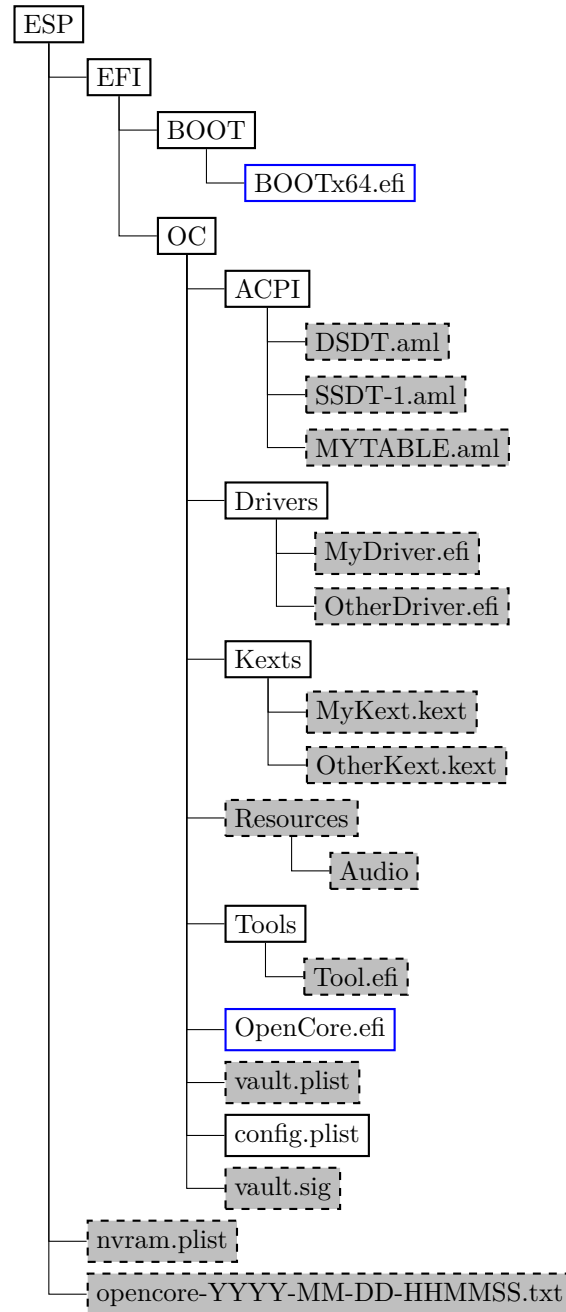 ESP
EFI
BOOT
BOOTx64.efi
OC
ACPI
DSDT.aml
SSDT-1.aml
MYTABLE.aml
Drivers
MyDriver.efi
OtherDriver.efi
Kexts
MyKext.kext
OtherKext.kext
Resources
Audio
Tools
Tool.efi
OpenCore.efi
vault.plist
config.plist
vault.sig
nvram.plist
opencore-YYYY-MM-DD-HHMMSS.txt